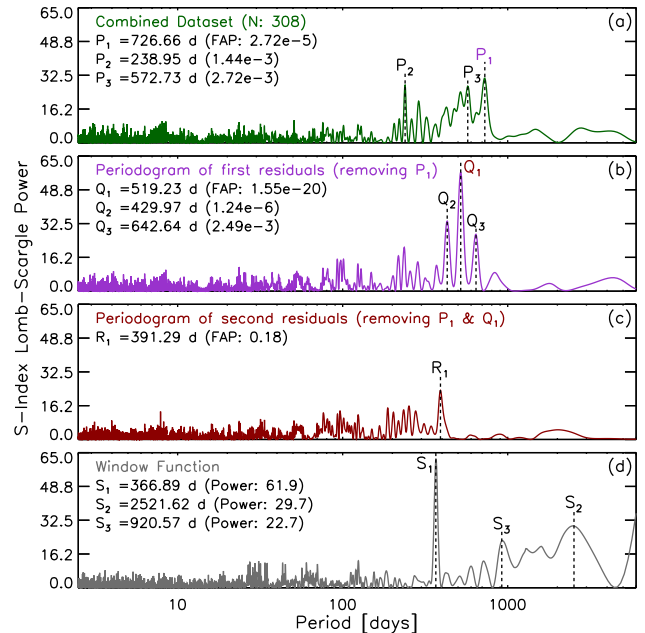 S-Index Lomb-Scargle Power
65.0
48.8
32.5
16.2
0.0
Combined Dataset (N: 308)
(a)
P₁ =726.66 d (FAP: 2.72e-5)
P₂ =238.95 d (1.44e-3)
P₃ =572.73 d (2.72e-3)
P₂
P₃
P₁
65.0
48.8
32.5
16.2
0.0
Periodogram of first residuals (removing P₁)
(b)
Q₁ =519.23 d (FAP: 1.55e-20)
Q₂ =429.97 d (1.24e-6)
Q₃ =642.64 d (2.49e-3)
Q₁
Q₂
Q₃
65.0
48.8
32.5
16.2
0.0
Periodogram of second residuals (removing P₁ & Q₁)
(c)
R₁ =391.29 d (FAP: 0.18)
R₁
65.0
48.8
32.5
16.2
0.0
Window Function
(d)
S₁ =366.89 d (Power: 61.9)
S₂ =2521.62 d (Power: 29.7)
S₃ =920.57 d (Power: 22.7)
S₁
S₂
S₃
10
100
1000
Period [days]